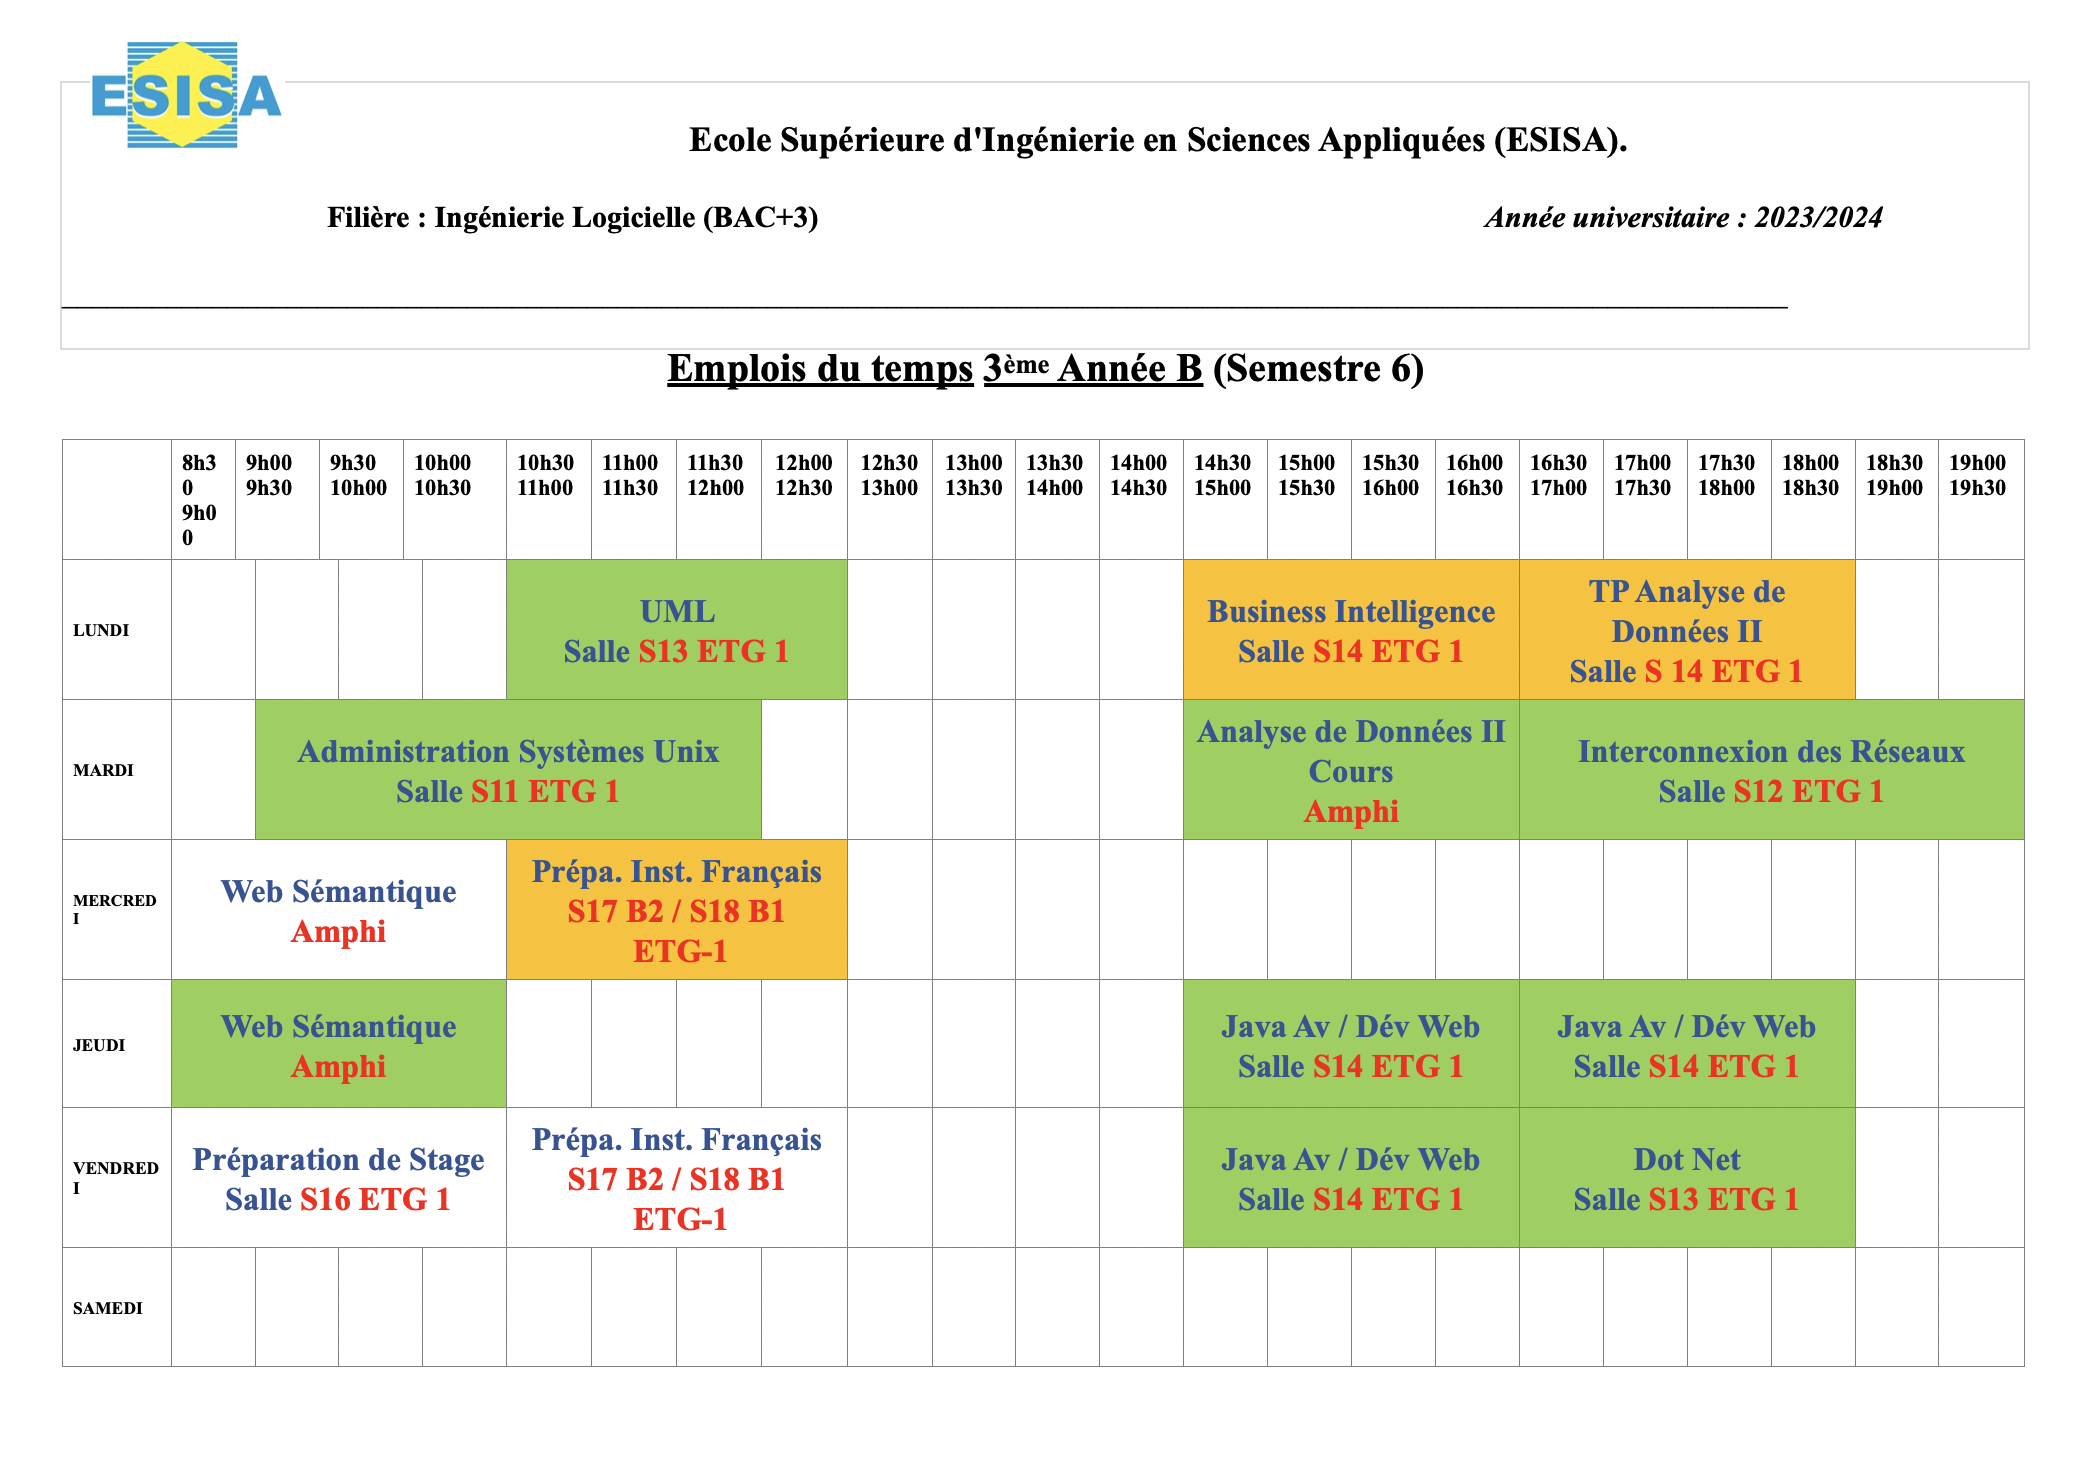 ESISA
Ecole Supérieure d'Ingénierie en Sciences Appliquées (ESISA).
Filière : Ingénierie Logicielle (BAC+3)
Année universitaire : 2023/2024
Emplois du temps 3ème Année B (Semestre 6)
8h3
0
9h0
0
9h00
9h30
9h30
10h00
10h00
10h30
10h30
11h00
11h00
11h30
11h30
12h00
12h00
12h30
12h30
13h00
13h00
13h30
13h30
14h00
14h00
14h30
14h30
15h00
15h00
15h30
15h30
16h00
16h00
16h30
16h30
17h00
17h00
17h30
17h30
18h00
18h00
18h30
18h30
19h00
19h00
19h30
LUNDI
UML
Salle S13 ETG 1
Business Intelligence
Salle S14 ETG 1
TP Analyse de
Données II
Salle S 14 ETG 1
MARDI
Administration Systèmes Unix
Salle S11 ETG 1
Analyse de Données II
Cours
Amphi
Interconnexion des Réseaux
Salle S12 ETG 1
MERCRED
I
Web Sémantique
Amphi
Prépa. Inst. Français
S17 B2 / S18 B1
ETG-1
JEUDI
Web Sémantique
Amphi
Java Av / Dév Web
Salle S14 ETG 1
Java Av / Dév Web
Salle S14 ETG 1
VENDRED
I
Préparation de Stage
Salle S16 ETG 1
Prépa. Inst. Français
S17 B2 / S18 B1
ETG-1
Java Av / Dév Web
Salle S14 ETG 1
Dot Net
Salle S13 ETG 1
SAMEDI